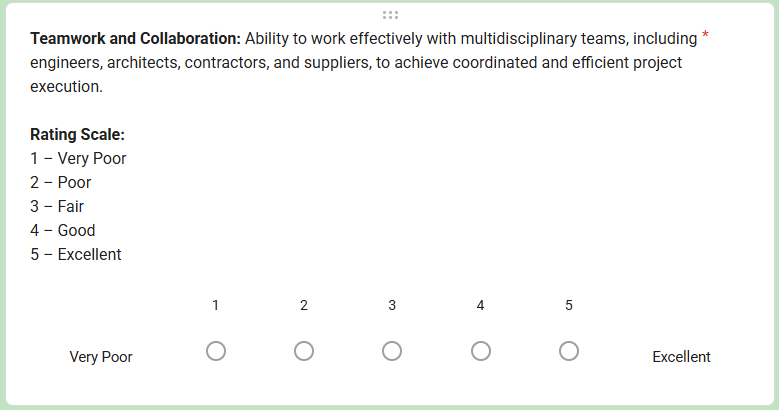 Teamwork and Collaboration: Ability to work effectively with multidisciplinary teams, including *
engineers, architects, contractors, and suppliers, to achieve coordinated and efficient project
execution.
Rating Scale:
1 – Very Poor
2 – Poor
3 – Fair
4 – Good
5 – Excellent
1 2 3 4 5
Very Poor Excellent